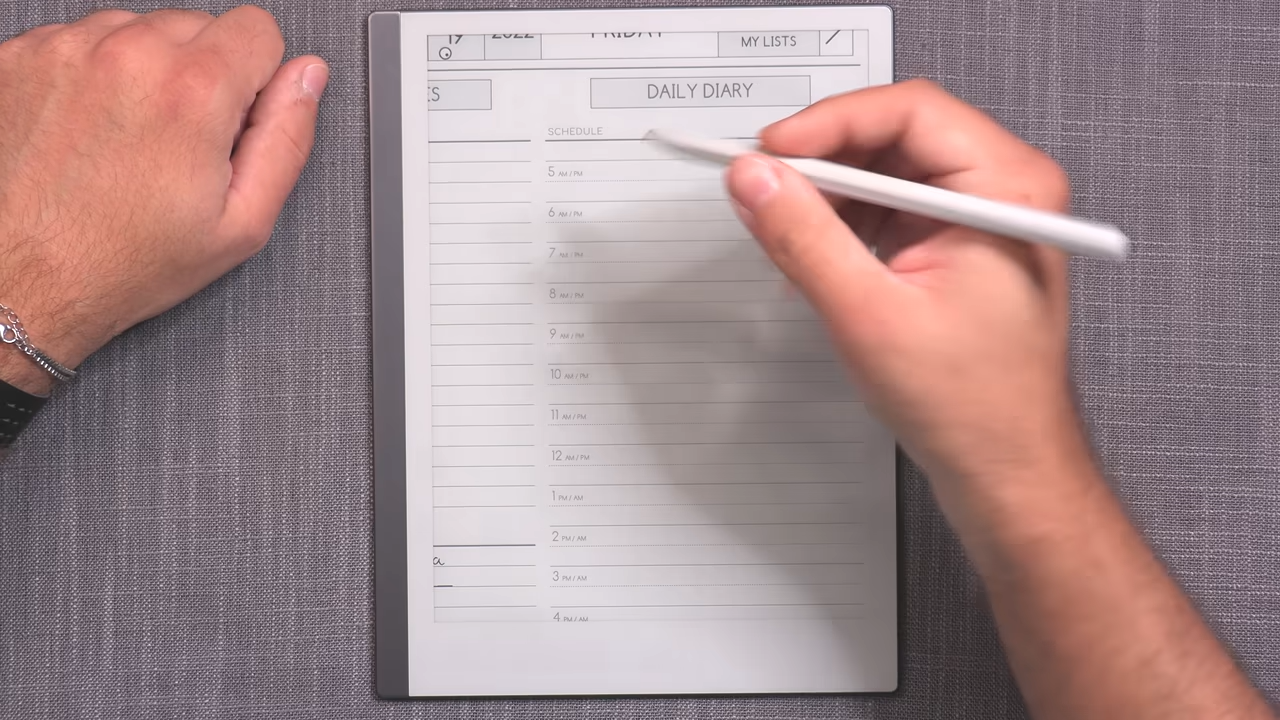 19 2022 FRIDAY MY LISTS
ES DAILY DIARY
SCHEDULE
5 AM / PM
6 AM / PM
7 AM / PM
8 AM / PM
9 AM / PM
10 AM / PM
11 AM / PM
12 AM / PM
1 PM / AM
2 PM / AM
a
3 PM / AM
4 PM / AM